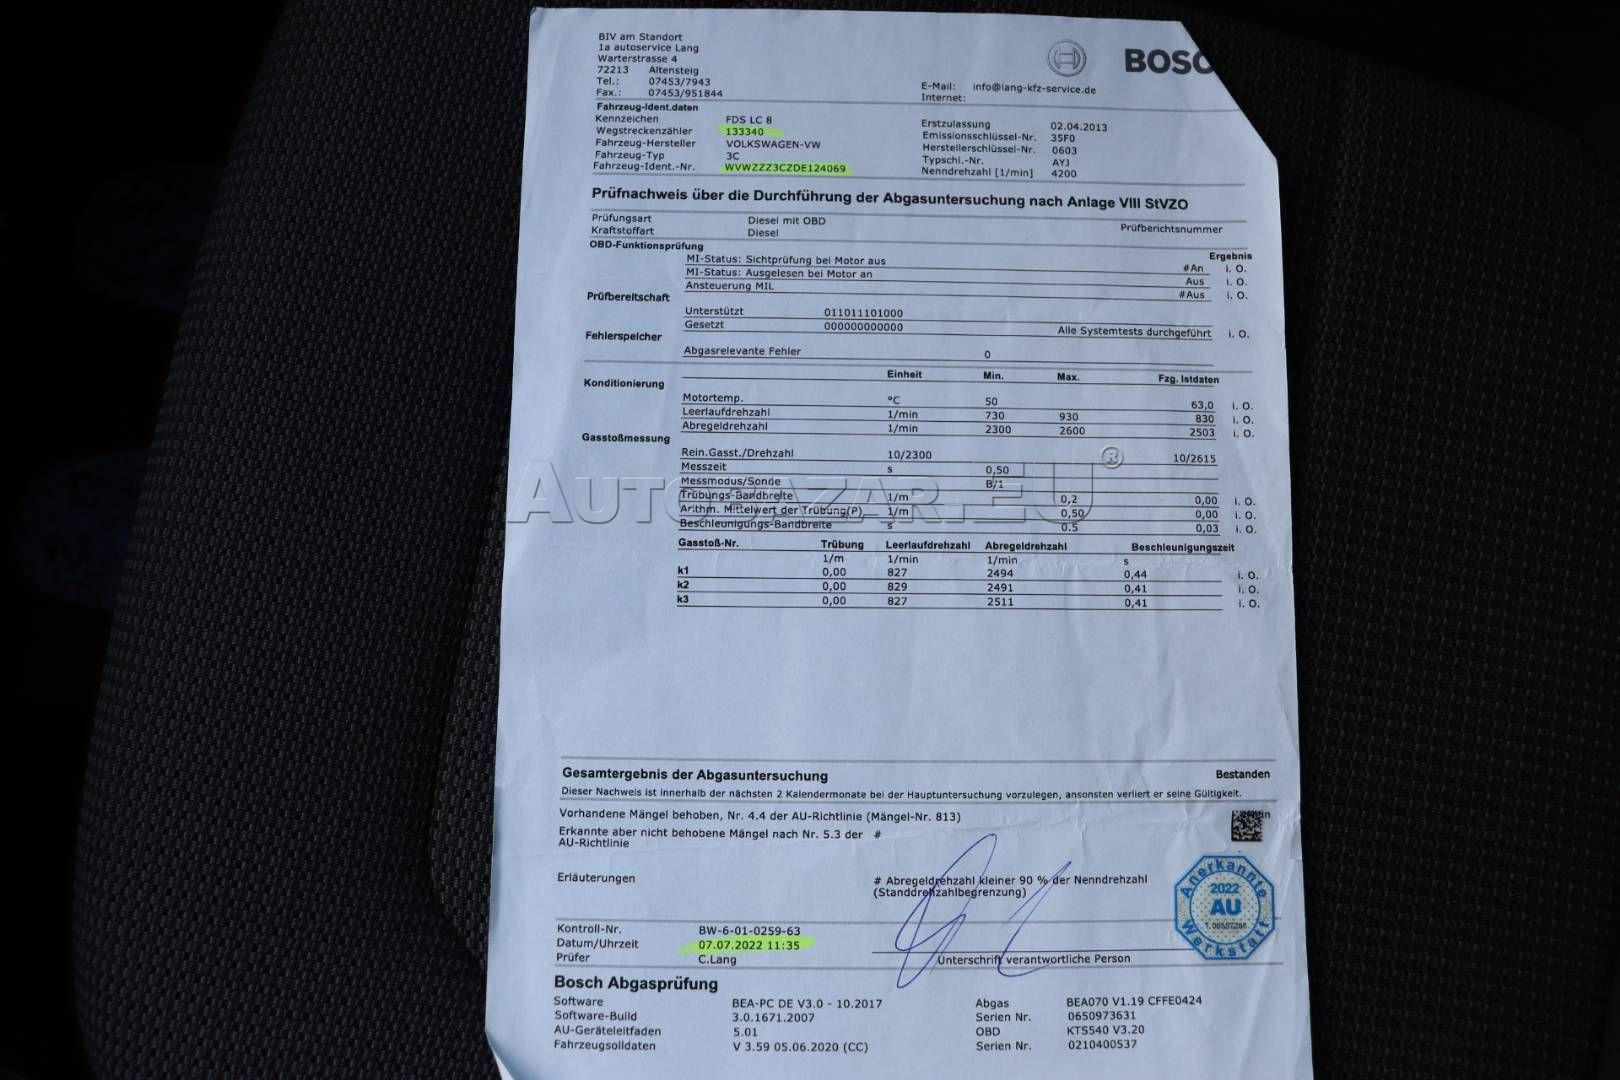 BIV am Standort
1a autoservice Lang
Warterstrasse 4
72213 Altensteig
Tel.: 07453/7943
Fax.: 07453/951844
BOSC
E-Mail: info@lang-kfz-service.de
Internet:
Fahrzeug-Ident.daten
Kennzeichen FDS LC 8 Erstzulassung 02.04.2013
Wegstreckenzähler 133340 Emissionsschlüssel-Nr. 35F0
Fahrzeug-Hersteller VOLKSWAGEN-VW Herstellerschlüssel-Nr. 0603
Fahrzeug-Typ 3C Typschl.-Nr. AYJ
Fahrzeug-Ident.-Nr. WVWZZZ3CZDE124069 Nenndrehzahl [1/min] 4200
Prüfnachweis über die Durchführung der Abgasuntersuchung nach Anlage VIII StVZO
Prüfungsart Diesel mit OBD Prüfberichtsnummer
Kraftstoffart Diesel
OBD-Funktionsprüfung Ergebnis
MI-Status: Sichtprüfung bei Motor aus #An i. O.
MI-Status: Ausgelesen bei Motor an Aus i. O.
Ansteuerung MIL #Aus i. O.
Prüfbereitschaft
Unterstützt 011011101000
Gesetzt 000000000000 Alle Systemtests durchgeführt i. O.
Fehlerspeicher
Abgasrelevante Fehler 0
Einheit Min. Max. Fzg. Istdaten
Konditionierung
Motortemp. °C 50 63,0 i. O.
Leerlaufdrehzahl 1/min 730 930 830 i. O.
Abregeldrehzahl 1/min 2300 2600 2503 i. O.
Gasstoßmessung
Rein.Gasst./Drehzahl 10/2300 10/2615
Messzeit s 0,50
Messmodus/Sonde B/1
Trübungs-Bandbreite 1/m 0,2 0,00 i. O.
Arithm. Mittelwert der Trübung(P) 1/m 0,50 0,00 i. O.
Beschleunigungs-Bandbreite s 0.5 0,03 i. O.
AUTOBAZAR.EU®
Gasstoß-Nr. Trübung Leerlaufdrehzahl Abregeldrehzahl Beschleunigungszeit
1/m 1/min 1/min s
k1 0,00 827 2494 0,44 i. O.
k2 0,00 829 2491 0,41 i. O.
k3 0,00 827 2511 0,41 i. O.
Gesamtergebnis der Abgasuntersuchung Bestanden
Dieser Nachweis ist innerhalb der nächsten 2 Kalendermonate bei der Hauptuntersuchung vorzulegen, ansonsten verliert er seine Gültigkeit.
Vorhandene Mängel behoben, Nr. 4.4 der AU-Richtlinie (Mängel-Nr. 813)
Erkannte aber nicht behobene Mängel nach Nr. 5.3 der #
AU-Richtlinie
Erläuterungen # Abregeldrehzahl kleiner 90 % der Nenndrehzahl
(Standdrehzahlbegrenzung)
Anerkannte
2022
AU
Werkstatt
Kontroll-Nr. BW-6-01-0259-63
Datum/Uhrzeit 07.07.2022 11:35
Prüfer C.Lang Unterschrift verantwortliche Person
Bosch Abgasprüfung
Software BEA-PC DE V3.0 - 10.2017 Abgas BEA070 V1.19 CFFE0424
Software-Build 3.0.1671.2007 Serien Nr. 0650973631
AU-Geräteleitfaden 5.01 OBD KTS540 V3.20
Fahrzeugsolldaten V 3.59 05.06.2020 (CC) Serien Nr. 0210400537